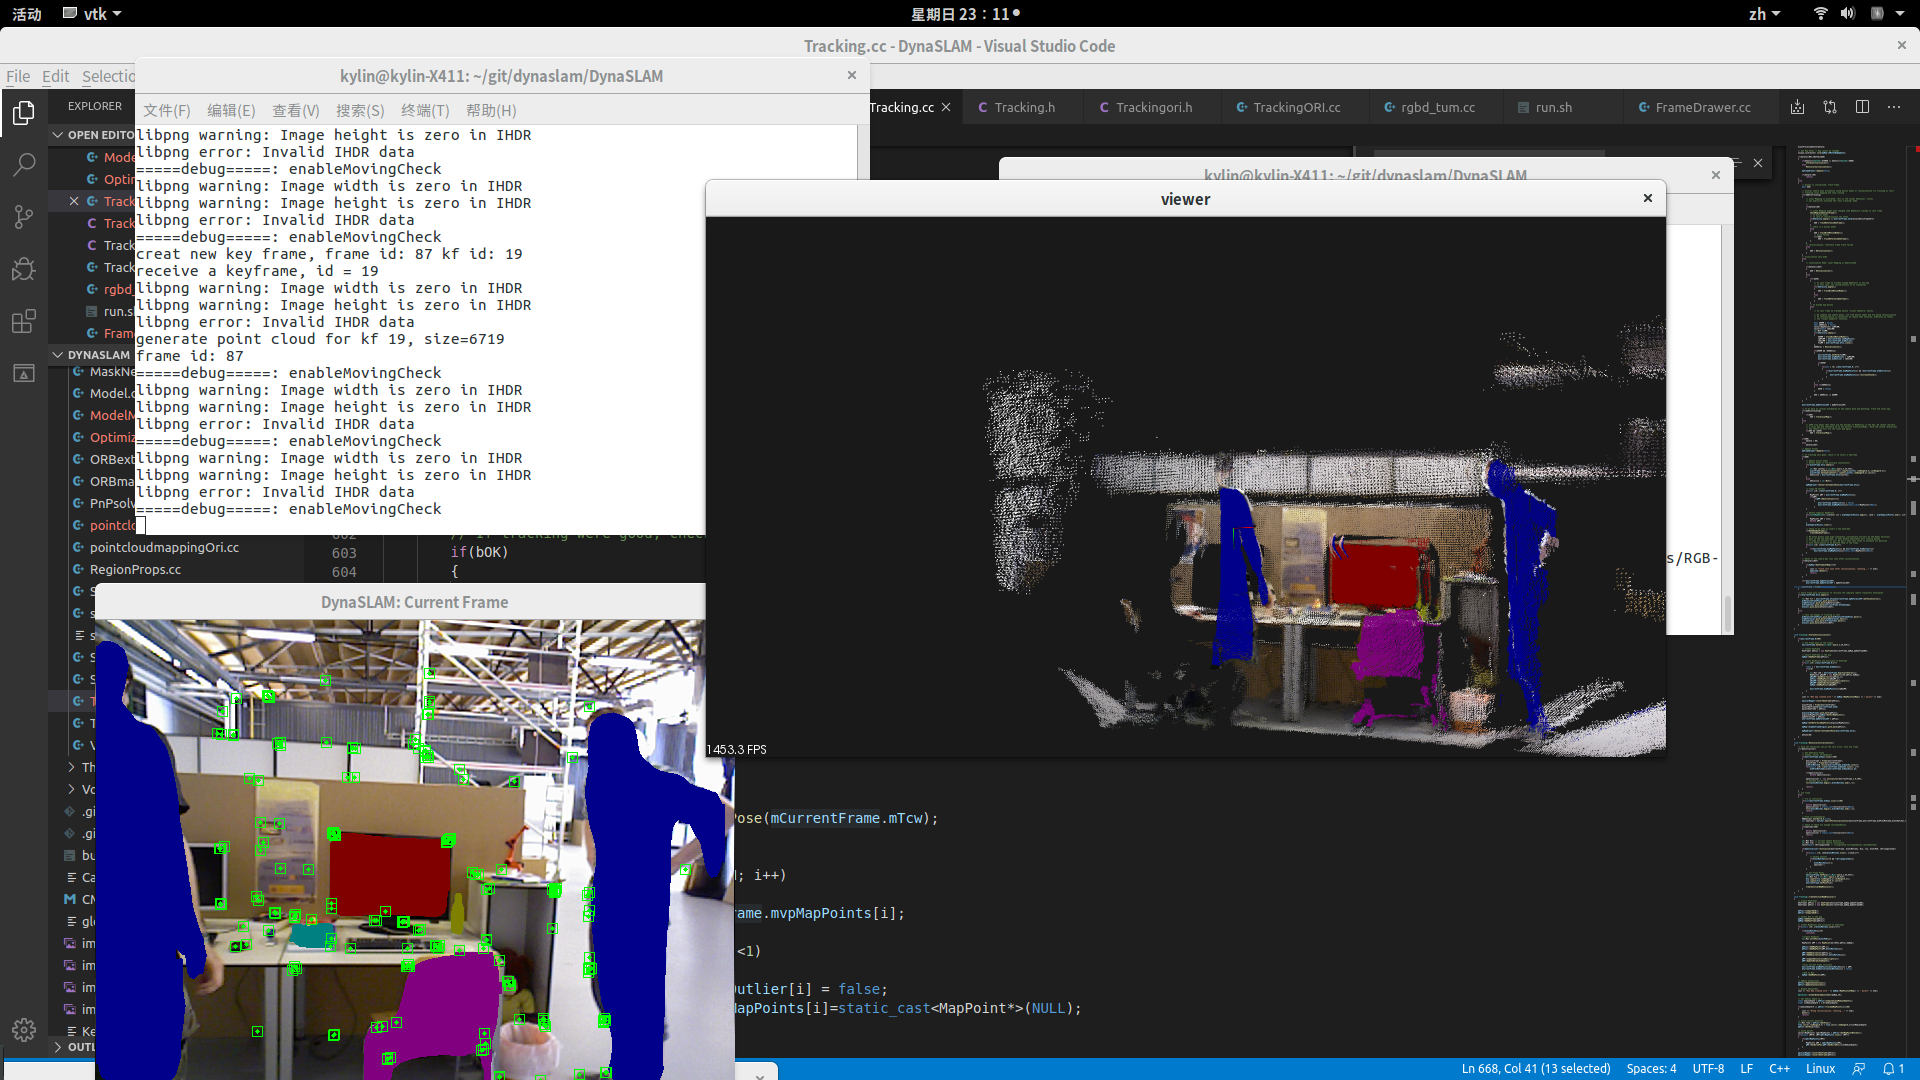 活动 vtk 星期日 23：11 zh
Tracking.cc - DynaSLAM - Visual Studio Code
File Edit Selectio
kylin@kylin-X411: ~/git/dynaslam/DynaSLAM
文件(F) 编辑(E) 查看(V) 搜索(S) 终端(T) 帮助(H)
EXPLORER
Tracking.cc Tracking.h Trackingori.h TrackingORI.cc rgbd_tum.cc run.sh FrameDrawer.cc
OPEN EDITO
Mode
Opti
Track
Track
Track
Track
rgbd_
run.s
Fram
DYNASLAM
MaskNe
Model.c
ModelM
Optimiz
ORBext
ORBma
PnPsolv
pointclo
pointcloudmappingOri.cc
RegionProps.cc
libpng warning: Image height is zero in IHDR
libpng error: Invalid IHDR data
=====debug=====: enableMovingCheck
libpng warning: Image width is zero in IHDR
libpng warning: Image height is zero in IHDR
libpng error: Invalid IHDR data
=====debug=====: enableMovingCheck
creat new key frame, frame id: 87 kf id: 19
receive a keyframe, id = 19
libpng warning: Image width is zero in IHDR
libpng warning: Image height is zero in IHDR
libpng error: Invalid IHDR data
generate point cloud for kf 19, size=6719
frame id: 87
=====debug=====: enableMovingCheck
libpng warning: Image width is zero in IHDR
libpng warning: Image height is zero in IHDR
libpng error: Invalid IHDR data
=====debug=====: enableMovingCheck
libpng warning: Image width is zero in IHDR
libpng warning: Image height is zero in IHDR
libpng error: Invalid IHDR data
=====debug=====: enableMovingCheck
603 if(bOK)
604 {
kylin@kylin-X411: ~/git/dynaslam/DynaSLAM
s/RGB-
viewer
1453.3 FPS
DynaSLAM: Current Frame
Pose(mCurrentFrame.mTcw);
; i++)
rame.mvpMapPoints[i];
<1)
Outlier[i] = false;
MapPoints[i]=static_cast<MapPoint*>(NULL);
Th
Vo
.gi
.gi
bu
Ca
CM
glo
im
im
im
im
Ke
OUTL
Ln 668, Col 41 (13 selected) Spaces: 4 UTF-8 LF C++ Linux 1